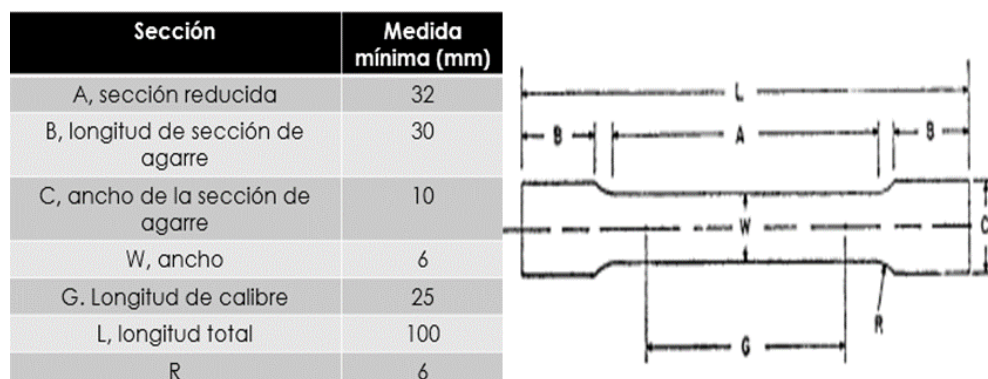 Sección Medida
mínima (mm)
A, sección reducida 32
B, longitud de sección de 30
agarre
C, ancho de la sección de 10
agarre
W, ancho 6
G. Longitud de calibre 25
L, longitud total 100
R 6
L
B A B
W C
R
G